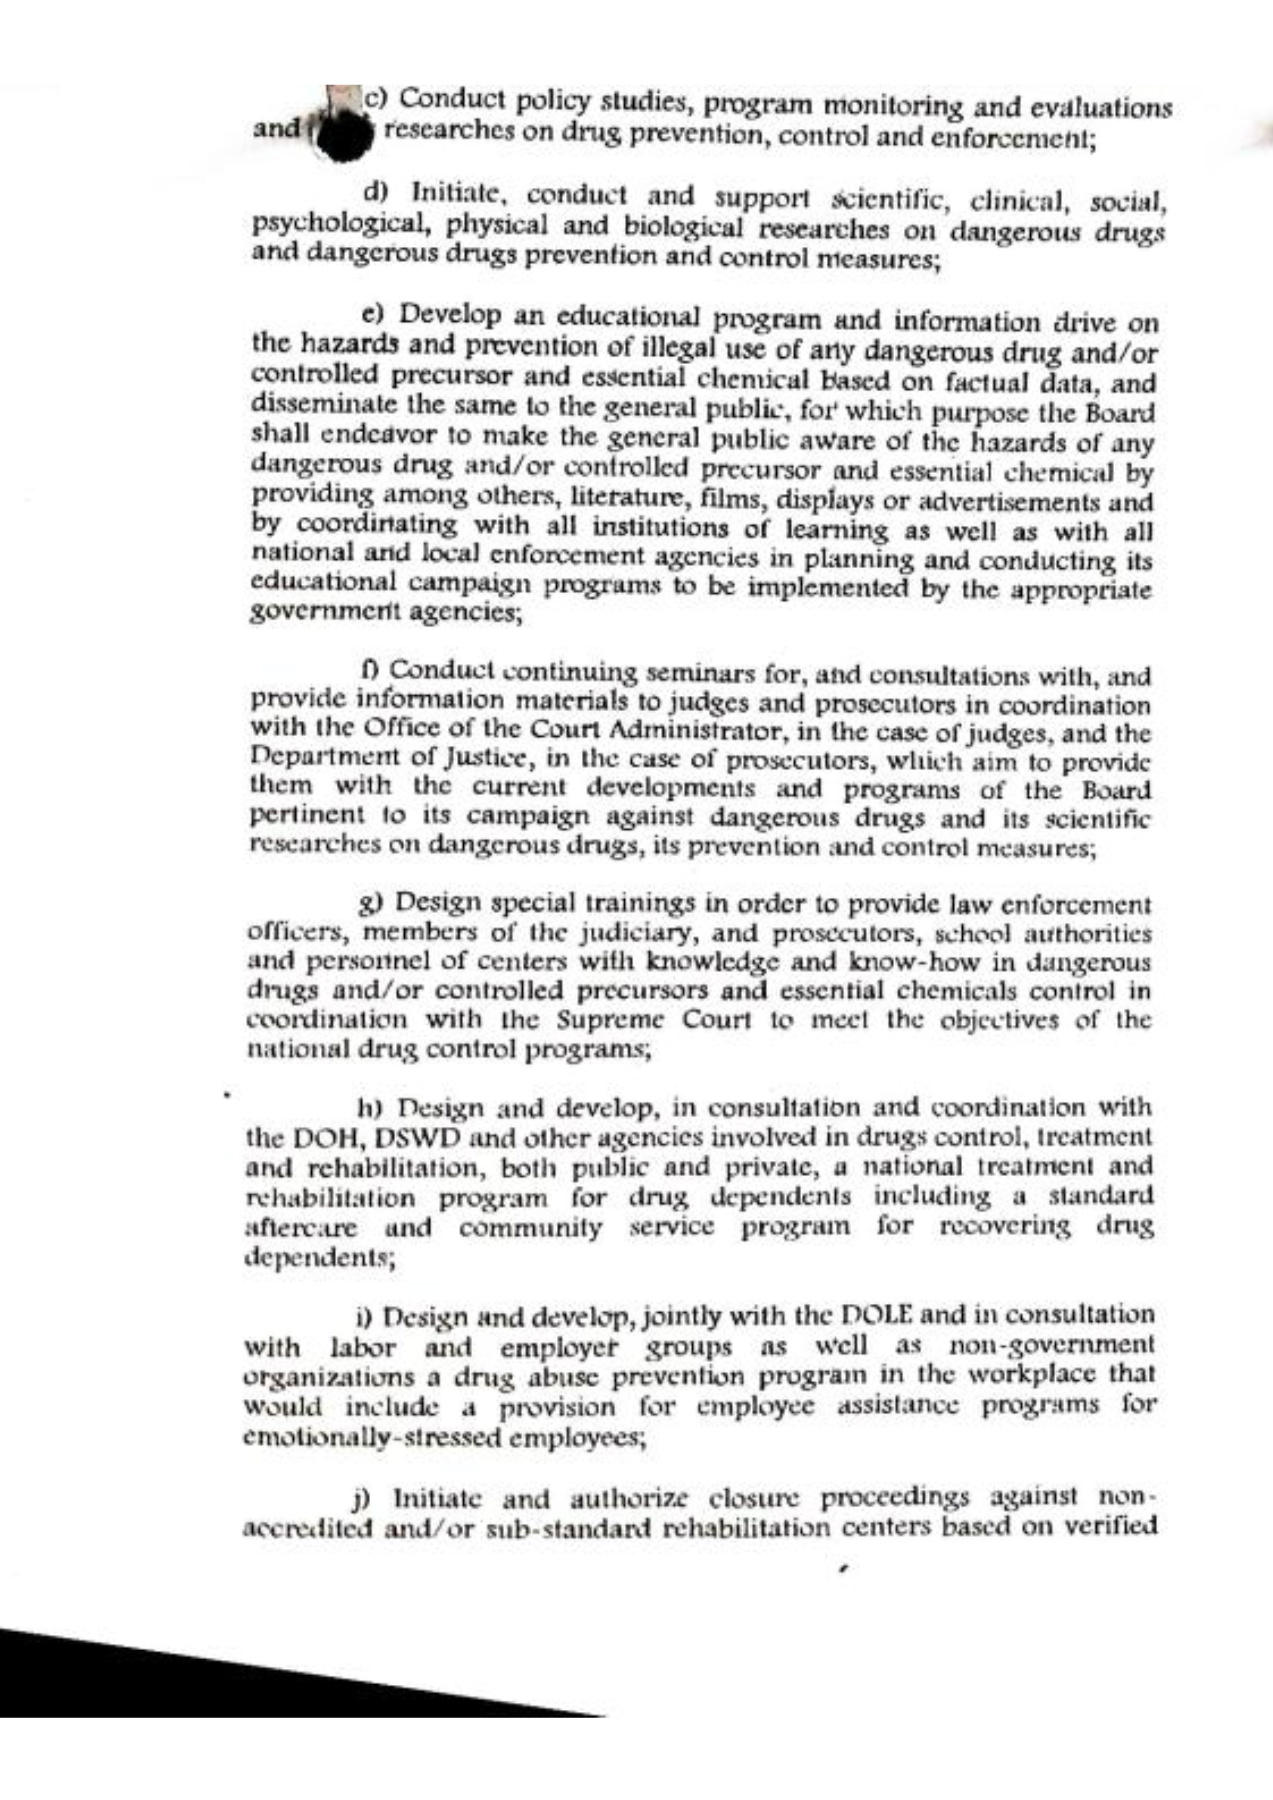 c) Conduct policy studies, program monitoring and evaluations
and researches on drug prevention, control and enforcement;
d) Initiate, conduct and support scientific, clinical, social,
psychological, physical and biological researches on dangerous drugs
and dangerous drugs prevention and control measures;
e) Develop an educational program and information drive on
the hazards and prevention of illegal use of any dangerous drug and/or
controlled precursor and essential chemical based on factual data, and
disseminate the same to the general public, for which purpose the Board
shall endeavor to make the general public aware of the hazards of any
dangerous drug and/or controlled precursor and essential chemical by
providing among others, literature, films, displays or advertisements and
by coordinating with all institutions of learning as well as with all
national and local enforcement agencies in planning and conducting its
educational campaign programs to be implemented by the appropriate
government agencies;
f) Conduct continuing seminars for, and consultations with, and
provide information materials to judges and prosecutors in coordination
with the Office of the Court Administrator, in the case of judges, and the
Department of Justice, in the case of prosecutors, which aim to provide
them with the current developments and programs of the Board
pertinent to its campaign against dangerous drugs and its scientific
researches on dangerous drugs, its prevention and control measures;
g) Design special trainings in order to provide law enforcement
officers, members of the judiciary, and prosecutors, school authorities
and personnel of centers with knowledge and know-how in dangerous
drugs and/or controlled precursors and essential chemicals control in
coordination with the Supreme Court to meet the objectives of the
national drug control programs;
h) Design and develop, in consultation and coordination with
the DOH, DSWD and other agencies involved in drugs control, treatment
and rehabilitation, both public and private, a national treatment and
rehabilitation program for drug dependents including a standard
aftercare and community service program for recovering drug
dependents;
i) Design and develop, jointly with the DOLE and in consultation
with labor and employer groups as well as non-government
organizations a drug abuse prevention program in the workplace that
would include a provision for employee assistance programs for
emotionally-stressed employees;
j) Initiate and authorize closure proceedings against non-
accredited and/or sub-standard rehabilitation centers based on verified